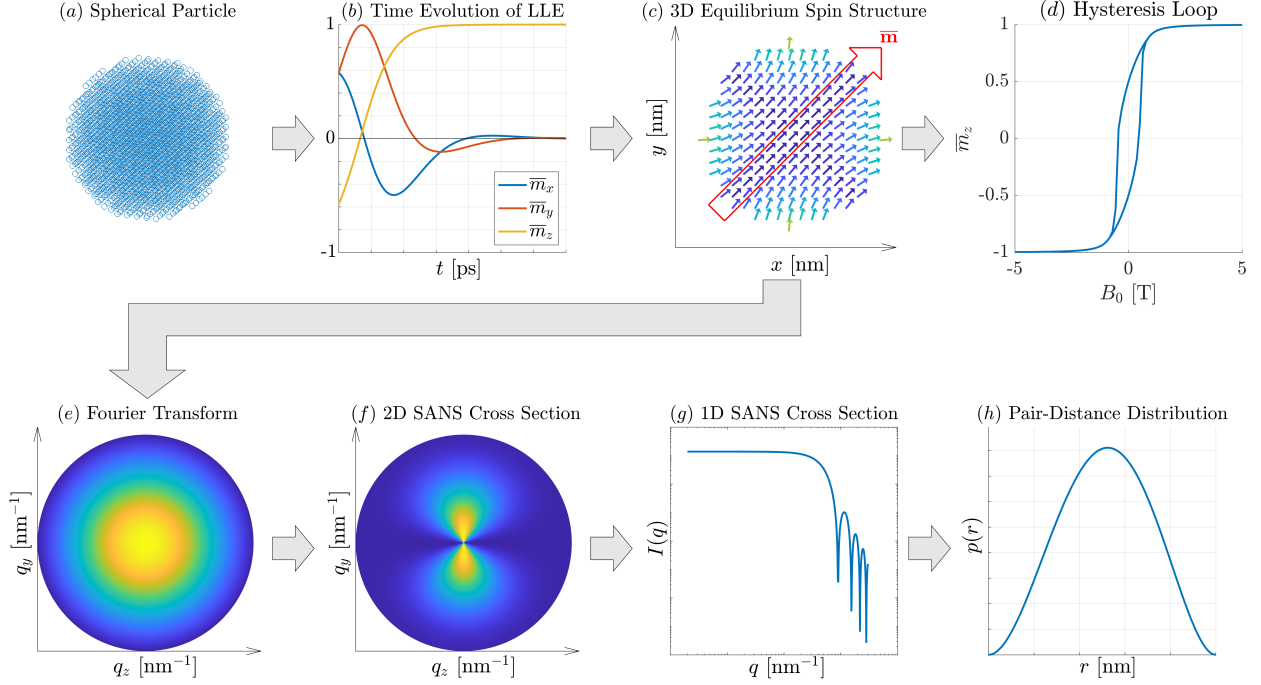 (a) Spherical Particle
(b) Time Evolution of LLE
(c) 3D Equilibrium Spin Structure
(d) Hysteresis Loop
1
0
-1
m̅x
m̅y
m̅z
t [ps]
m̅
y [nm]
x [nm]
m̅z
1
0.5
0
-0.5
-1
-5
0
5
B0 [T]
(e) Fourier Transform
(f) 2D SANS Cross Section
(g) 1D SANS Cross Section
(h) Pair-Distance Distribution
qy [nm⁻¹]
qz [nm⁻¹]
qy [nm⁻¹]
qz [nm⁻¹]
I(q)
q [nm⁻¹]
p(r)
r [nm]